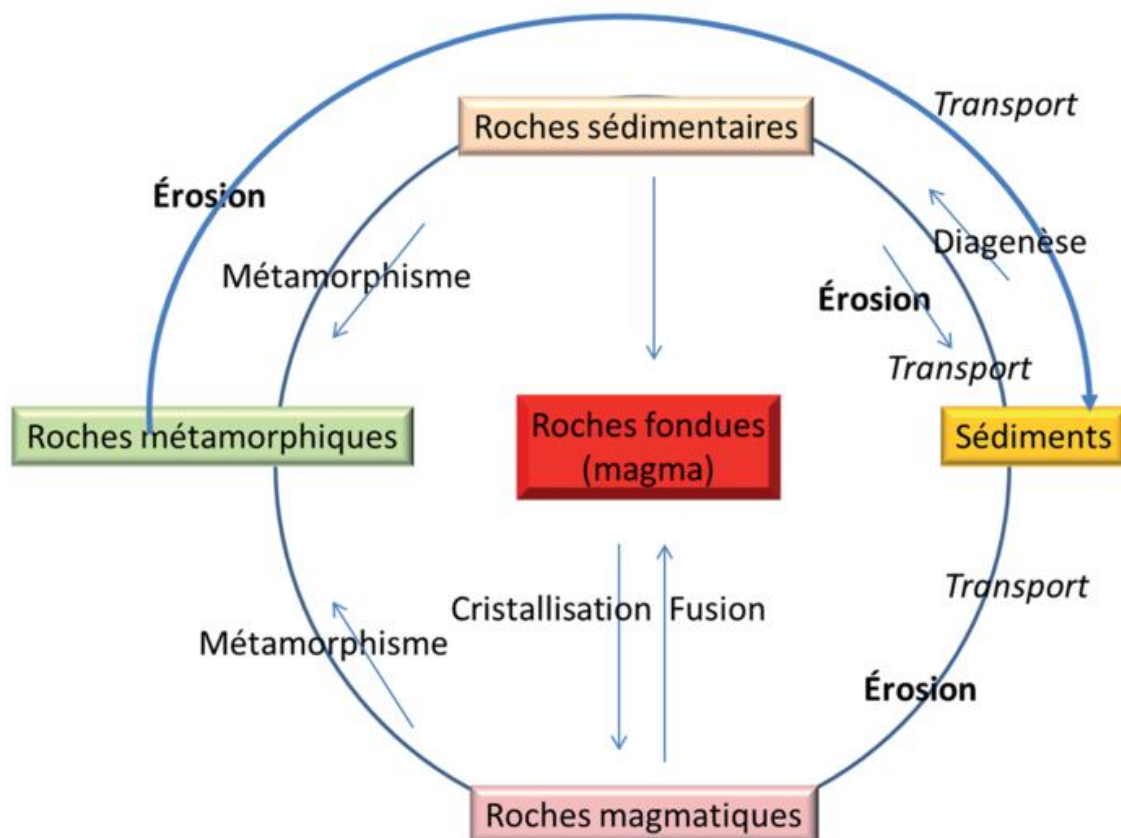 Transport
Roches sédimentaires
Érosion
Diagenèse
Métamorphisme
Érosion
Transport
Roches métamorphiques
Roches fondues
(magma)
Sédiments
Transport
Cristallisation
Fusion
Métamorphisme
Érosion
Roches magmatiques